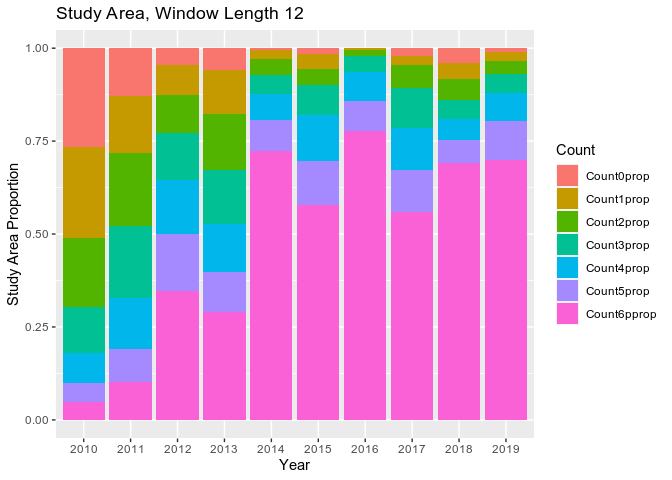 Study Area, Window Length 12
Study Area Proportion
1.00
0.75
0.50
0.25
0.00
2010 2011 2012 2013 2014 2015 2016 2017 2018 2019
Year
Count
Count0prop
Count1prop
Count2prop
Count3prop
Count4prop
Count5prop
Count6pprop